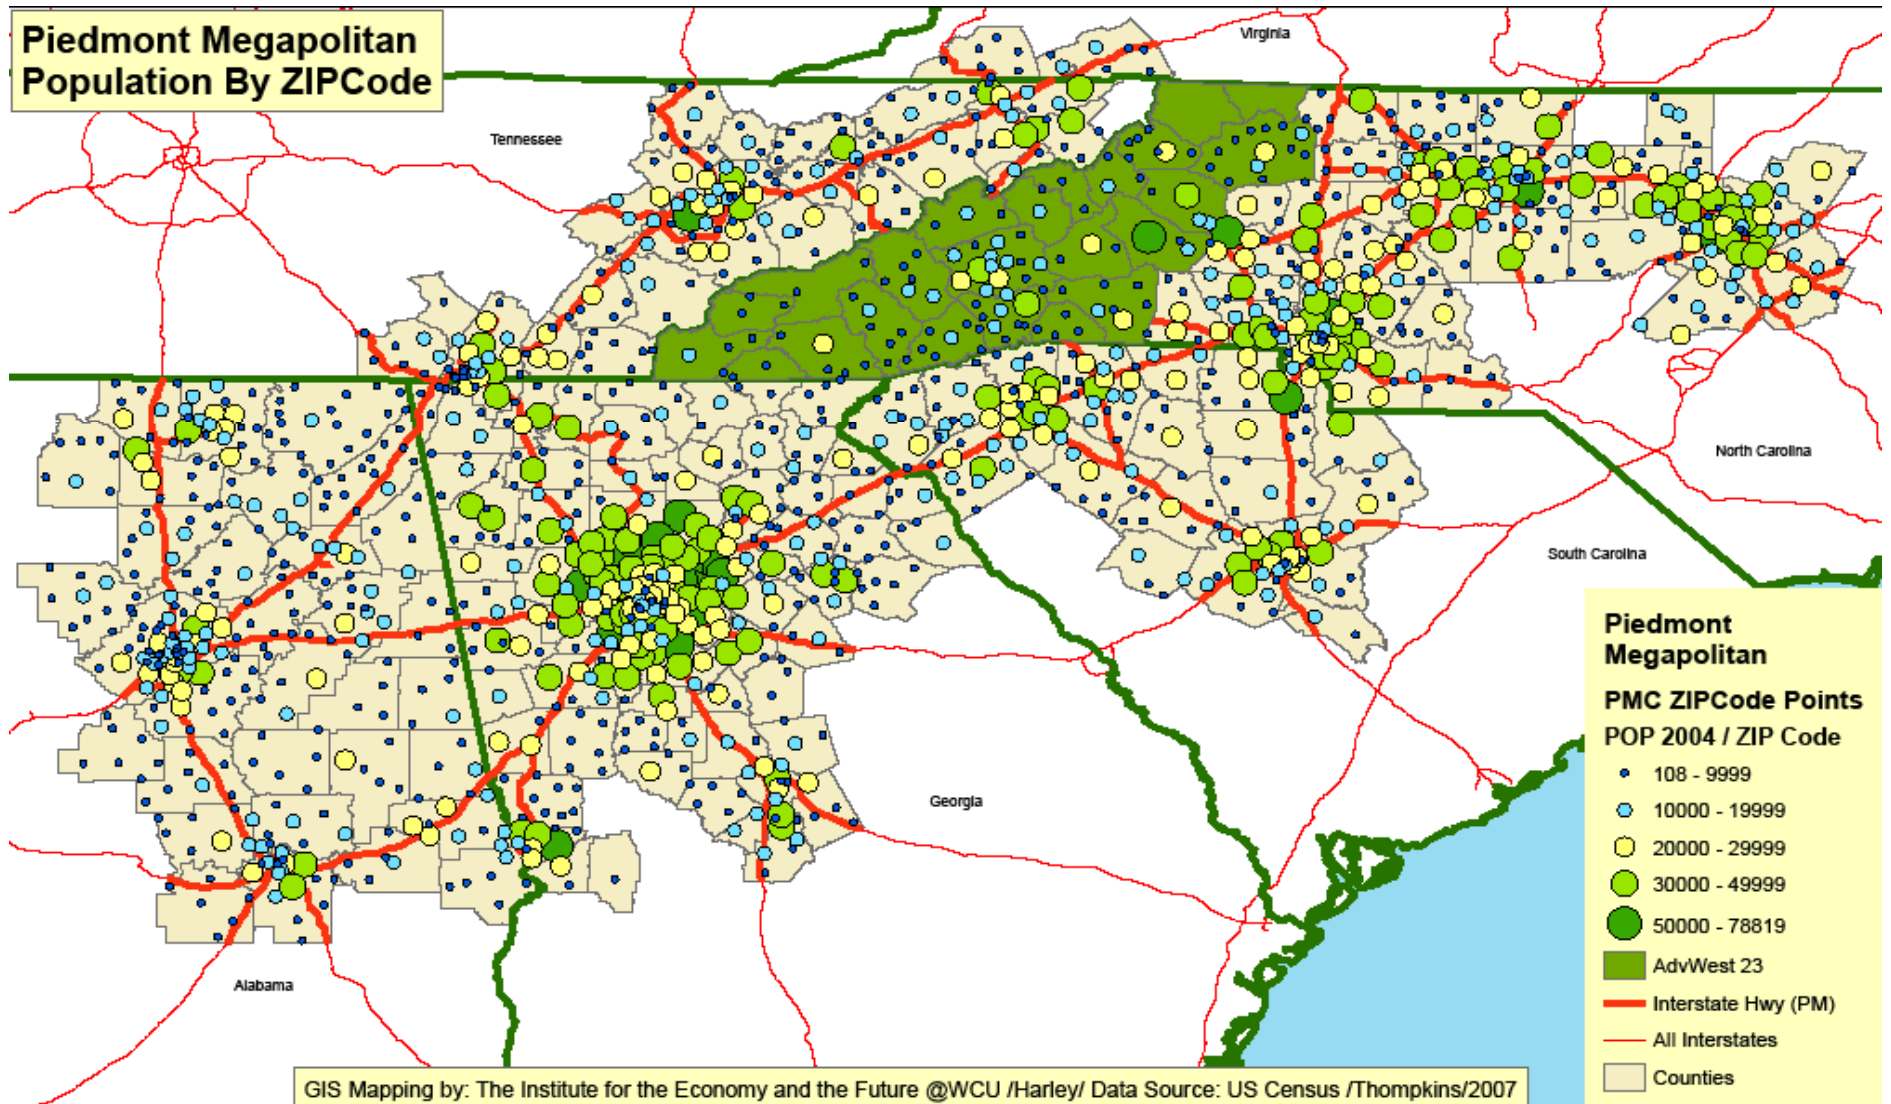 Piedmont Megapolitan
Population By ZIPCode
Virginia
Tennessee
North Carolina
South Carolina
Georgia
Alabama
Piedmont
Megapolitan
PMC ZIPCode Points
POP 2004 / ZIP Code
108 - 9999
10000 - 19999
20000 - 29999
30000 - 49999
50000 - 78819
AdvWest 23
Interstate Hwy (PM)
All Interstates
Counties
GIS Mapping by: The Institute for the Economy and the Future @WCU /Harley/ Data Source: US Census /Thompkins/2007